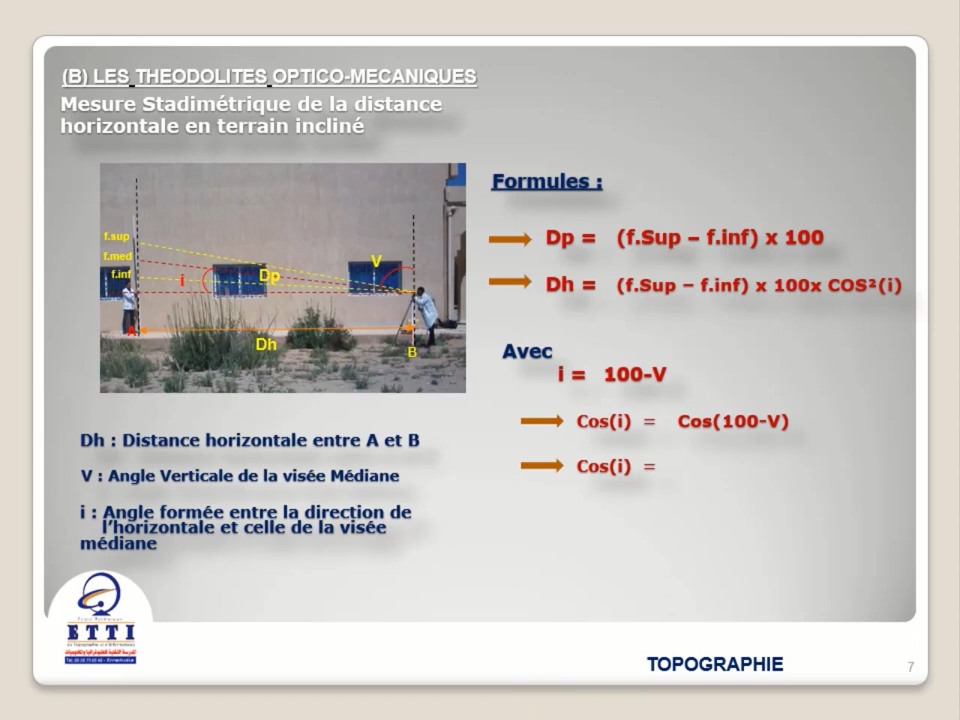 (B) LES THEODOLITES OPTICO-MECANIQUES
Mesure Stadimétrique de la distance
horizontale en terrain incliné
Formules :
Dp = (f.Sup – f.inf) x 100
Dh = (f.Sup – f.inf) x 100x COS²(i)
Avec
i = 100-V
Cos(i) = Cos(100-V)
Cos(i) =
f.sup
f.med
f.inf
i
Dp
V
A
Dh
B
Dh : Distance horizontale entre A et B
V : Angle Verticale de la visée Médiane
i : Angle formée entre la direction de
l’horizontale et celle de la visée
médiane
ETTI
TOPOGRAPHIE
7